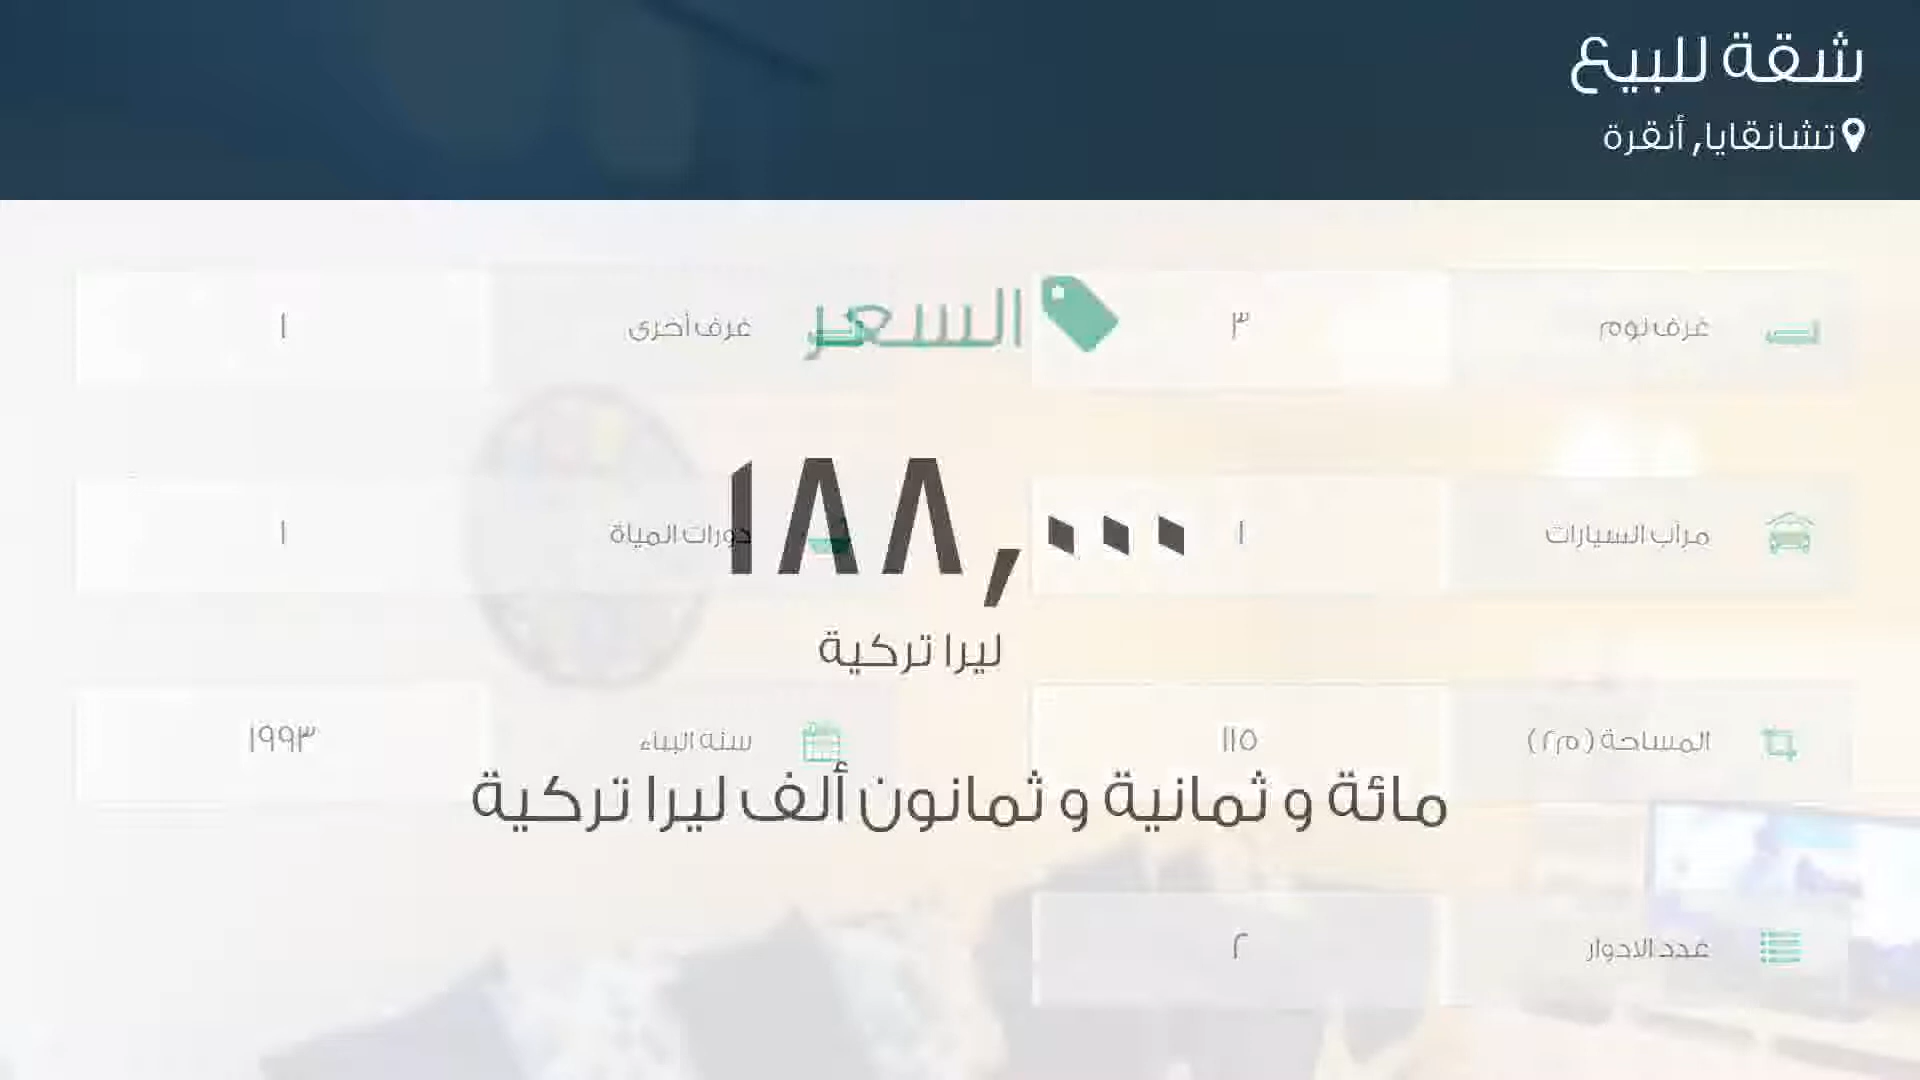 شقة للبيع
تشانقايا, أنقرة
السعر
غرف نوم
٣
غرف أخرى
١
١٨٨,٠٠٠
مرآب السيارات
١
دورات المياة
١
ليرا تركية
المساحة (م٢)
١١٥
سنة البناء
١٩٩٣
مائة و ثمانية و ثمانون ألف ليرا تركية
عدد الادوار
٢